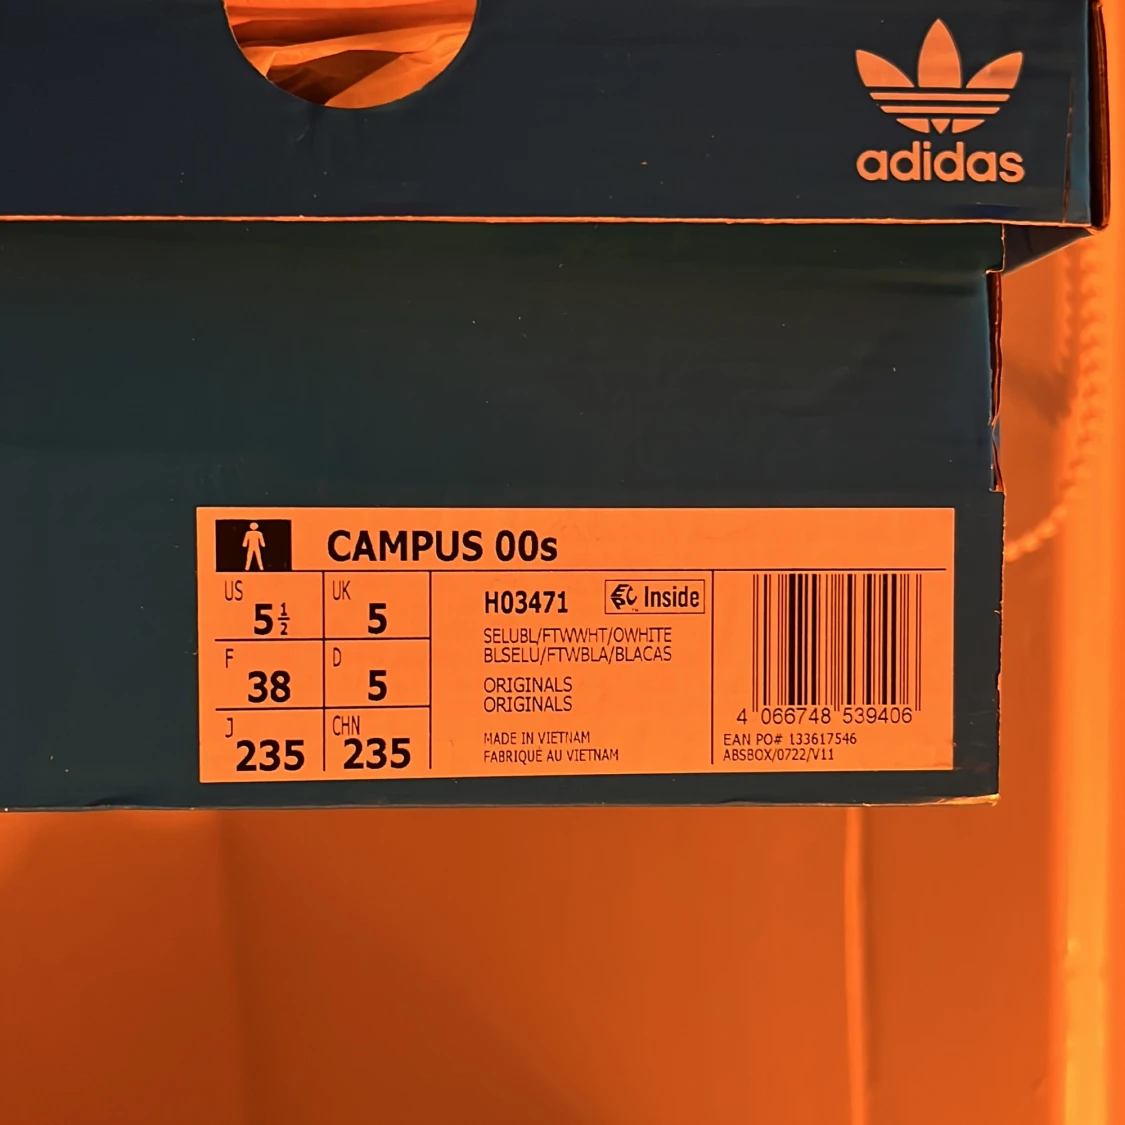 adidas
CAMPUS 00s
US
5½
UK
5
F
38
D
5
J
235
CHN
235
H03471
Inside
SELUBL/FTWWHT/OWHITE
BLSELU/FTWBLA/BLACAS
ORIGINALS
ORIGINALS
MADE IN VIETNAM
FABRIQUÉ AU VIETNAM
4 066748 539406
EAN PO# 133617546
ABSBOX/0722/V11